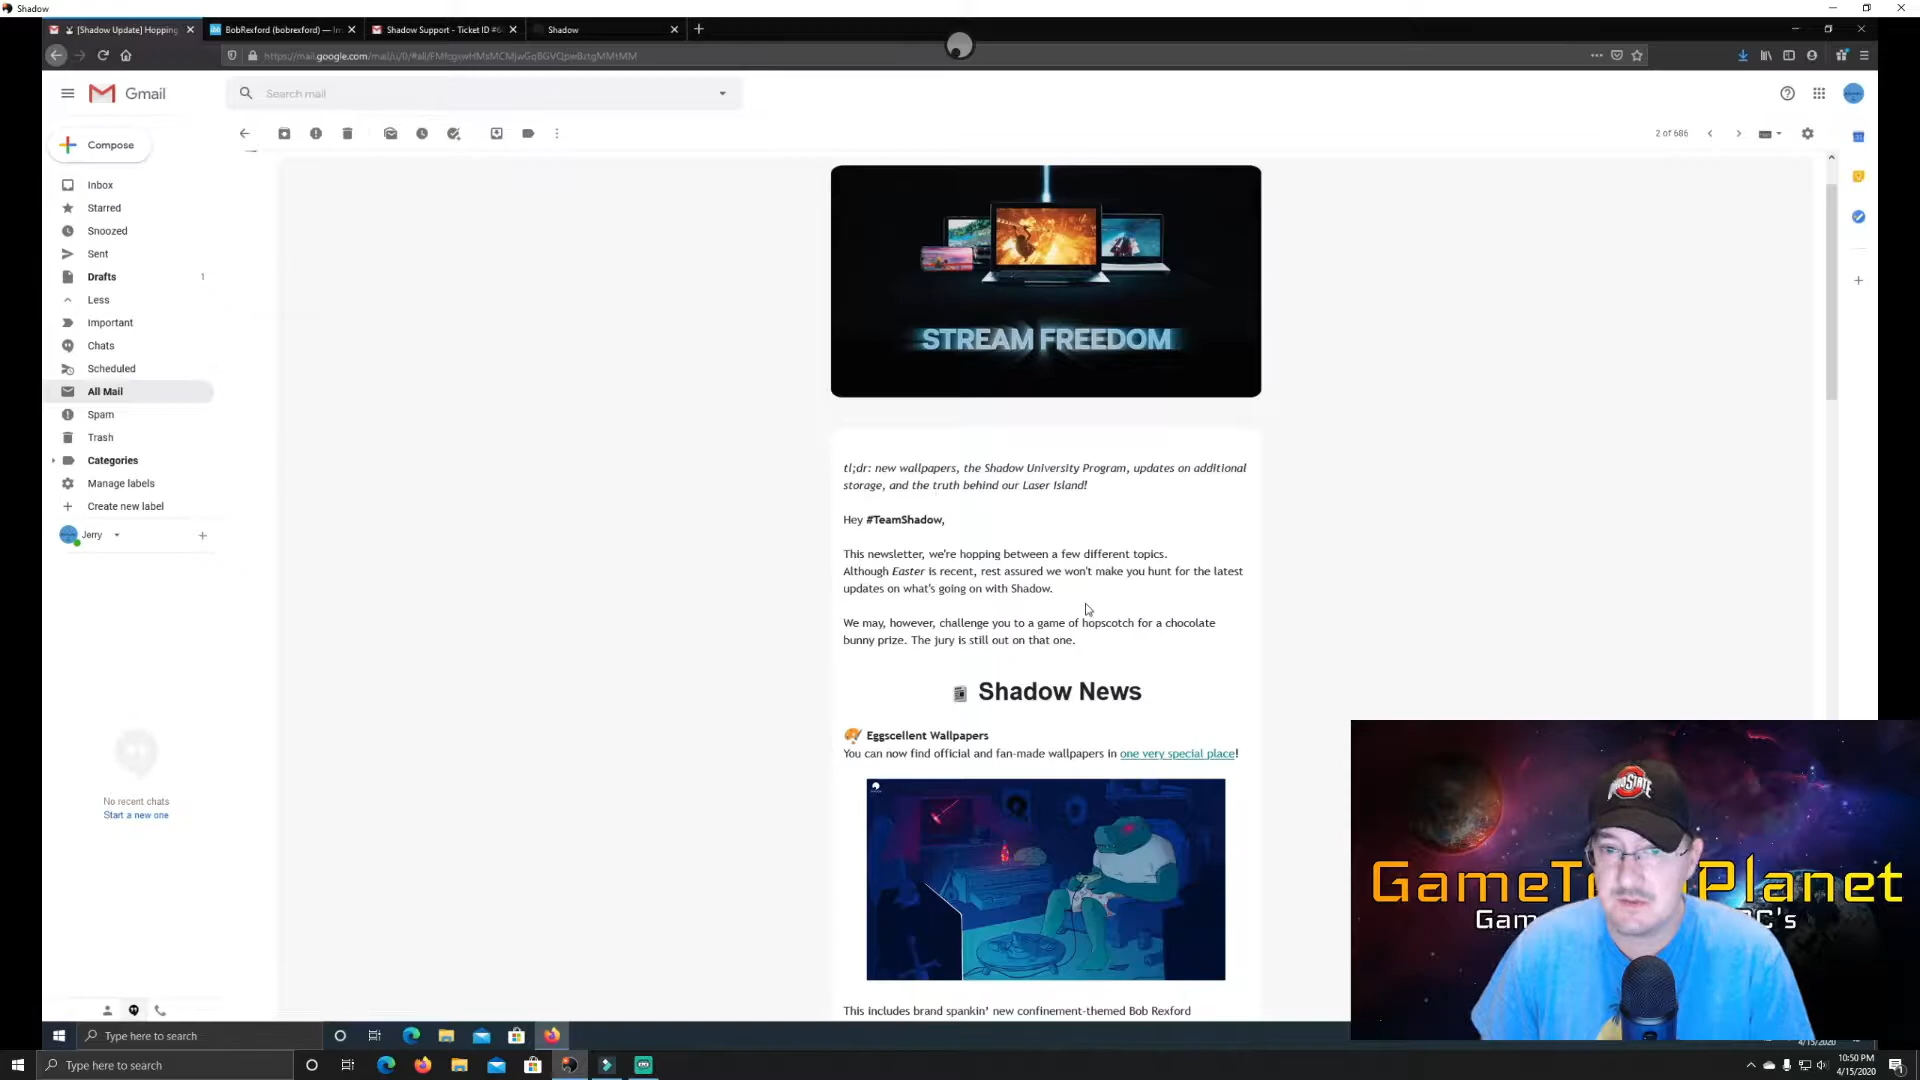 Shadow
[Shadow Update] Hopping
BobRexford (bobrexford) — Im
Shadow Support - Ticket ID #6
Shadow
Gmail
Search mail
Compose
2 of 686
Inbox
Starred
Snoozed
Sent
Drafts 1
Less
Important
Chats
Scheduled
All Mail
Spam
Trash
Categories
Manage labels
Create new label
Jerry
No recent chats
Start a new one
STREAM FREEDOM
tl;dr: new wallpapers, the Shadow University Program, updates on additional
storage, and the truth behind our Laser Island!
Hey #TeamShadow,
This newsletter, we're hopping between a few different topics.
Although Easter is recent, rest assured we won't make you hunt for the latest
updates on what's going on with Shadow.
We may, however, challenge you to a game of hopscotch for a chocolate
bunny prize. The jury is still out on that one.
Shadow News
Eggscellent Wallpapers
You can now find official and fan-made wallpapers in one very special place!
This includes brand spankin' new confinement-themed Bob Rexford
OHIO STATE
GameT Planet
Gam C's
Type here to search
4/15/2020
Type here to search
10:50 PM
4/15/2020